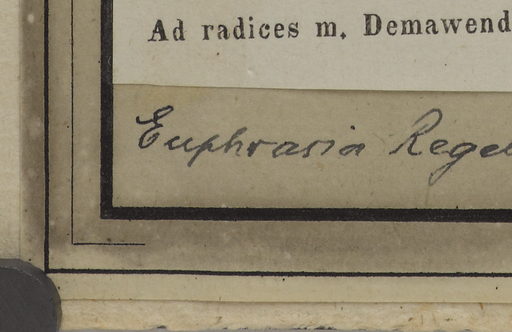 Ad radices m. Demawend
Euphrasia Regel